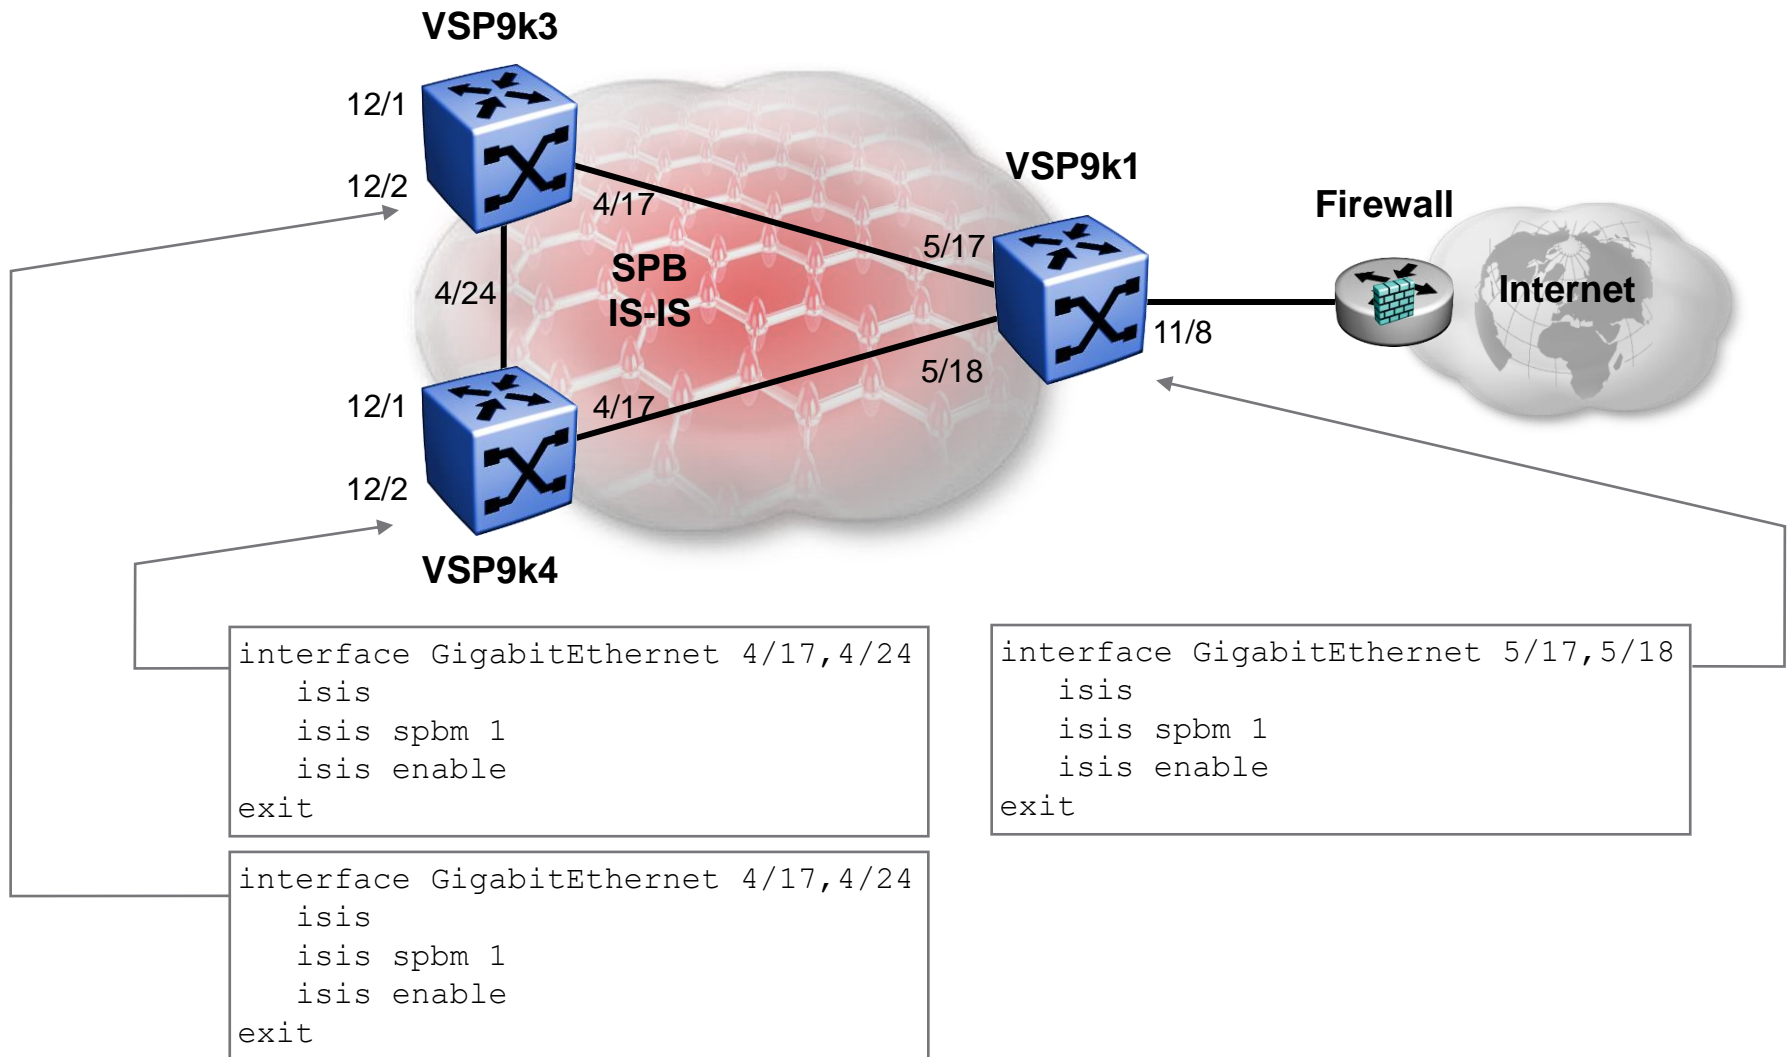 VSP9k3
12/1
12/2
4/17
4/24
SPB
IS-IS
VSP9k1
5/17
5/18
11/8
Firewall
Internet
12/1
12/2
4/17
VSP9k4
interface GigabitEthernet 4/17,4/24
isis
isis spbm 1
isis enable
exit
interface GigabitEthernet 5/17,5/18
isis
isis spbm 1
isis enable
exit
interface GigabitEthernet 4/17,4/24
isis
isis spbm 1
isis enable
exit